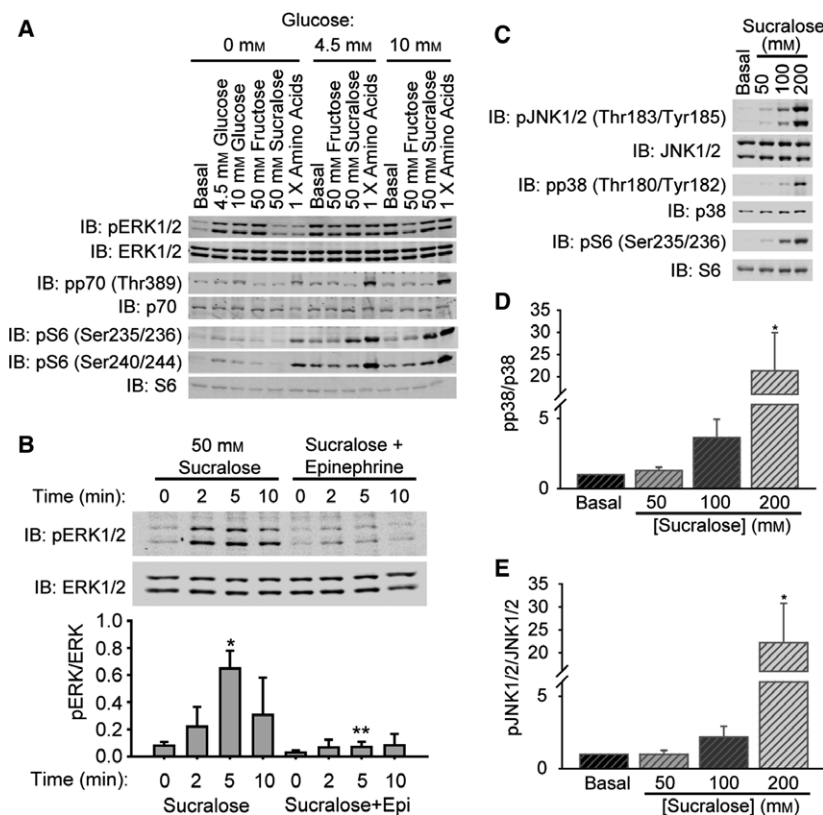 A
Glucose:
0 mM
4.5 mM
10 mM
Basal
4.5 mM Glucose
10 mM Glucose
50 mM Fructose
50 mM Sucralose
1 X Amino Acids
Basal
50 mM Fructose
50 mM Sucralose
1 X Amino Acids
Basal
50 mM Fructose
50 mM Sucralose
1 X Amino Acids
IB: pERK1/2
IB: ERK1/2
IB: pp70 (Thr389)
IB: p70
IB: pS6 (Ser235/236)
IB: pS6 (Ser240/244)
IB: S6
B
50 mM
Sucralose
Sucralose +
Epinephrine
Time (min): 0 2 5 10 0 2 5 10
IB: pERK1/2
IB: ERK1/2
pERK/ERK
1.0
0.8
0.6
0.4
0.2
0.0
*
**
Time (min): 0 2 5 10 0 2 5 10
Sucralose Sucralose+Epi
C
Sucralose
(mM)
Basal
50
100
200
IB: pJNK1/2 (Thr183/Tyr185)
IB: JNK1/2
IB: pp38 (Thr180/Tyr182)
IB: p38
IB: pS6 (Ser235/236)
IB: S6
D
pp38/p38
35
30
25
20
5
0
*
Basal 50 100 200
[Sucralose] (mM)
E
pJNK1/2/JNK1/2
35
30
25
20
5
0
*
Basal 50 100 200
[Sucralose] (mM)